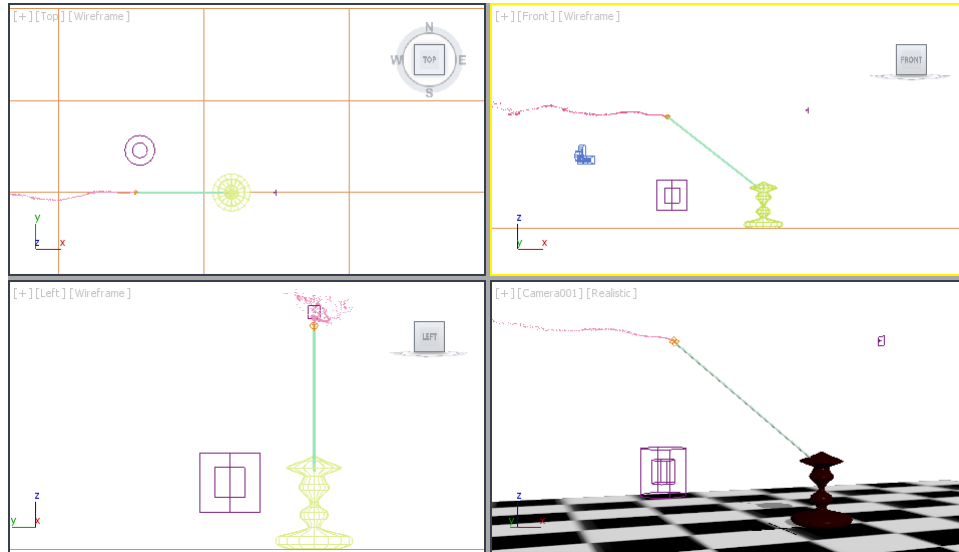 [+] [Top] [Wireframe]
N
W TOP E
S
y
z x
[+] [Front] [Wireframe]
FRONT
z
y x
[+] [Left] [Wireframe]
LEFT
z
y x
[+] [Camera001] [Realistic]
z
y x